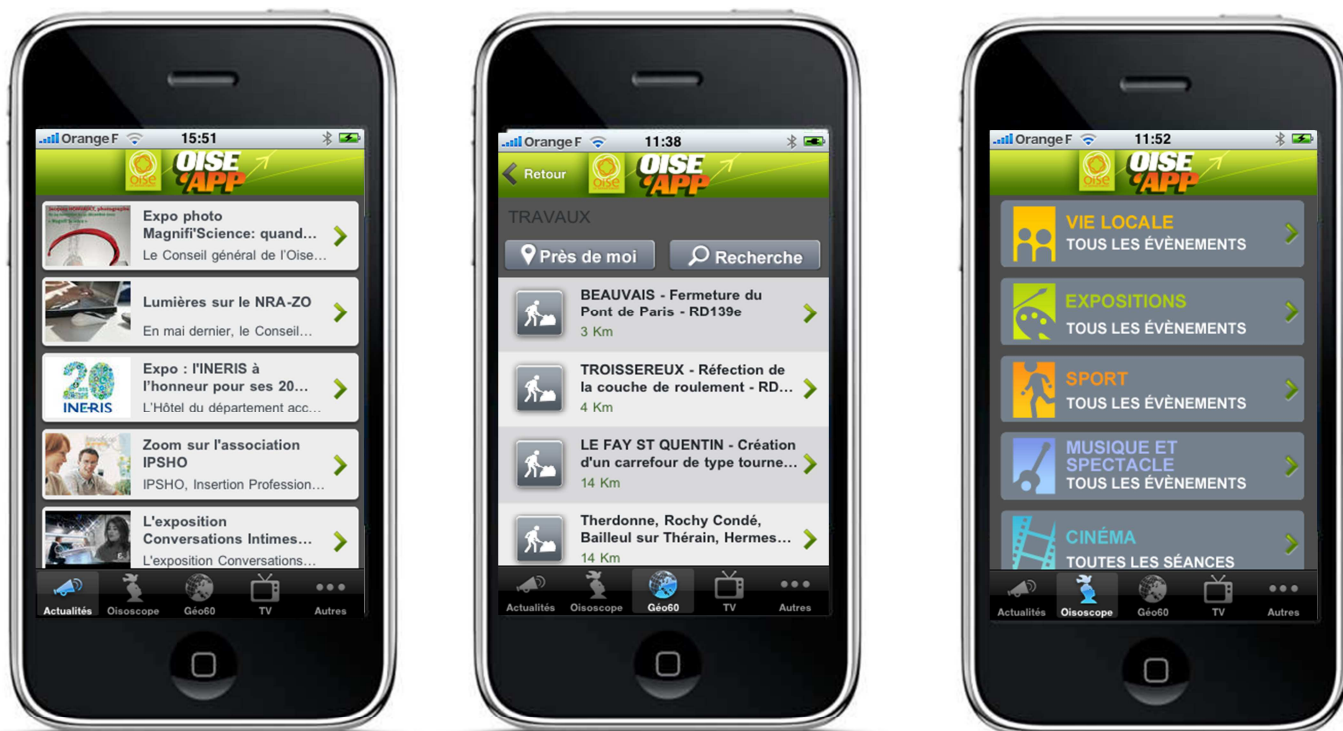 Orange F 15:51
oise OISE
'APP
Expo photo
Magnifi'Science: quand...
Le Conseil général de l'Oise...
Lumières sur le NRA-ZO
En mai dernier, le Conseil...
20
ans
INERIS
Expo : l'INERIS à
l'honneur pour ses 20...
L'Hôtel du département acc...
Zoom sur l'association
IPSHO
IPSHO, Insertion Profession...
L'exposition
Conversations Intimes...
L'exposition Conversations...
Actualités Oisoscope Géo60 TV Autres
Orange F 11:38
Retour oise OISE
'APP
TRAVAUX
Près de moi Recherche
BEAUVAIS - Fermeture du
Pont de Paris - RD139e
3 Km
TROISSEREUX - Réfection de
la couche de roulement - RD...
4 Km
LE FAY ST QUENTIN - Création
d'un carrefour de type tourne...
14 Km
Therdonne, Rochy Condé,
Bailleul sur Thérain, Hermes...
14 Km
Actualités Oisoscope Géo60 TV Autres
Orange F 11:52
oise OISE
'APP
VIE LOCALE
TOUS LES ÉVÈNEMENTS
EXPOSITIONS
TOUS LES ÉVÈNEMENTS
SPORT
TOUS LES ÉVÈNEMENTS
MUSIQUE ET
SPECTACLE
TOUS LES ÉVÈNEMENTS
CINÉMA
TOUTES LES SÉANCES
Actualités Oisoscope Géo60 TV Autres